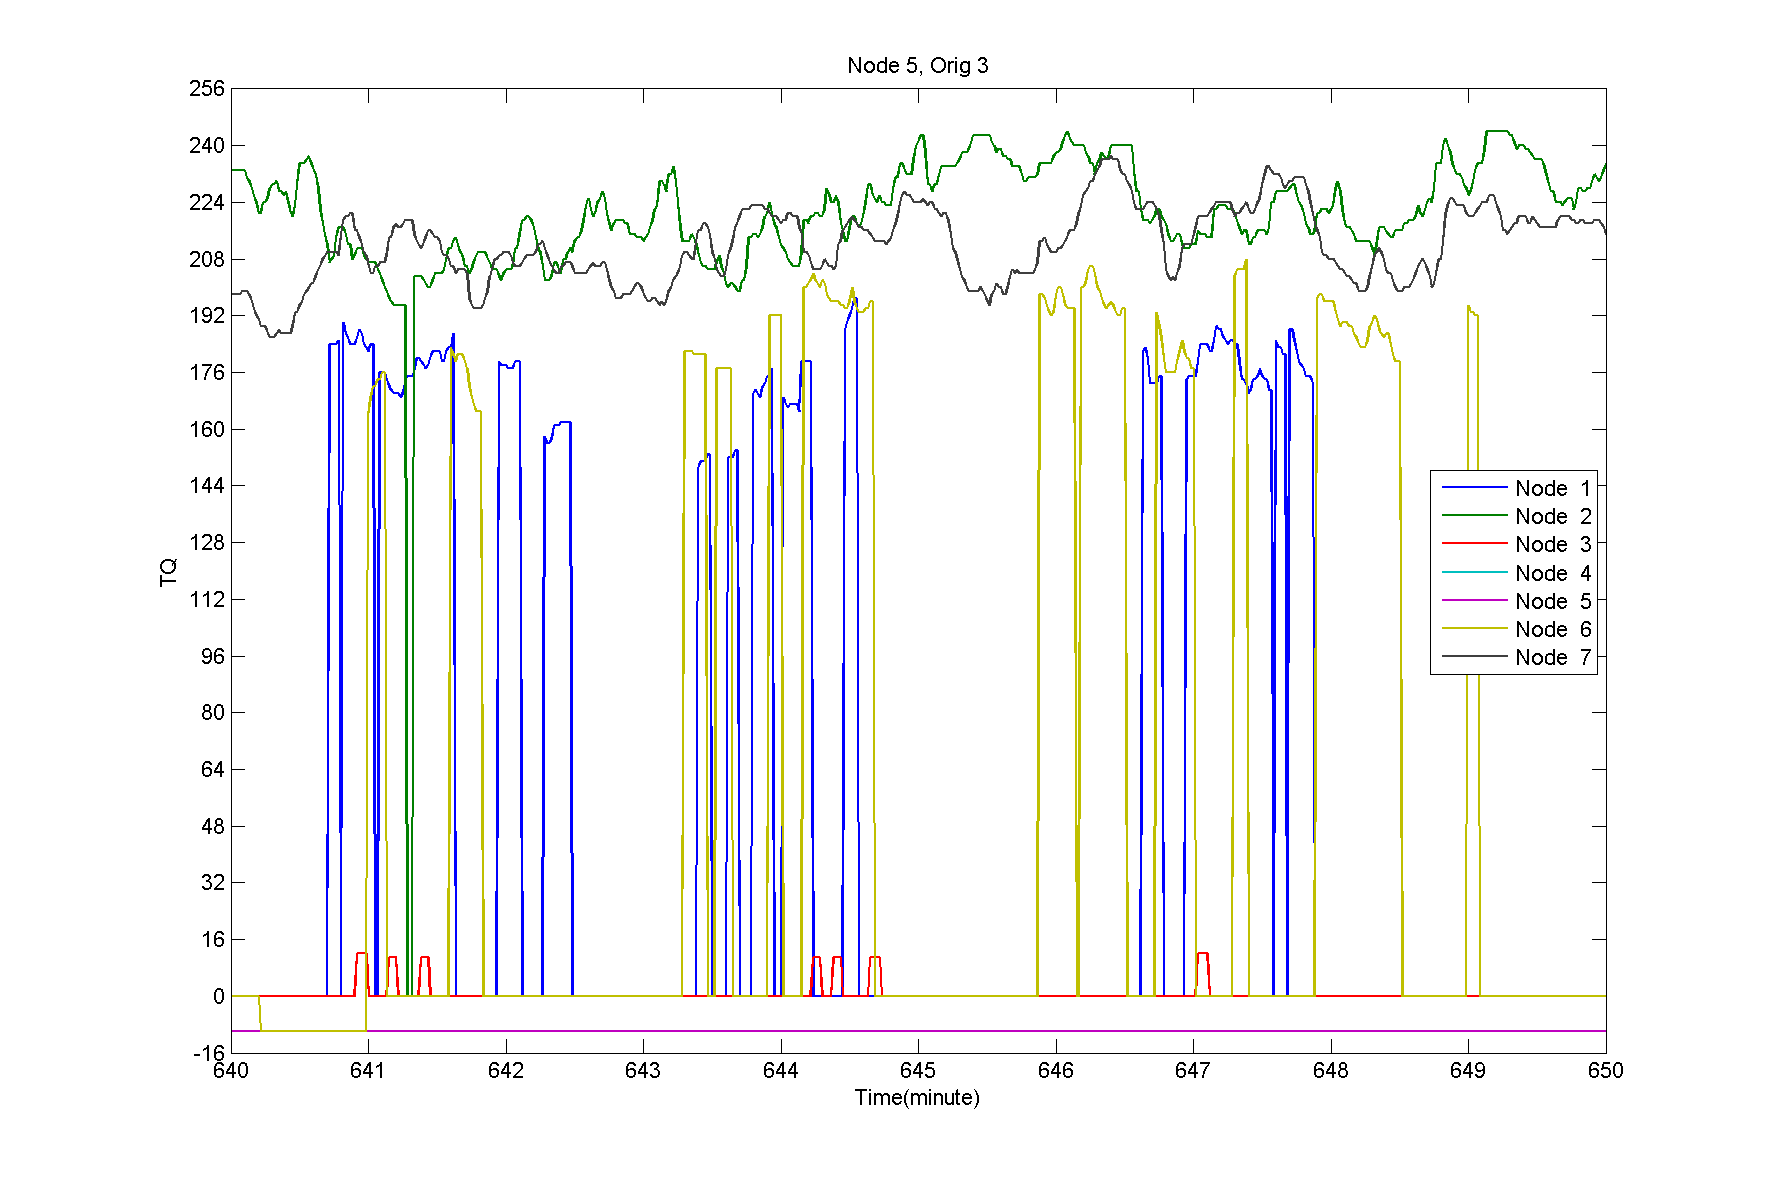 Node 5, Orig 3
256
240
224
208
192
176
160
144
128
112
96
80
64
48
32
16
0
-16
TQ
Node 1
Node 2
Node 3
Node 4
Node 5
Node 6
Node 7
640 641 642 643 644 645 646 647 648 649 650
Time(minute)